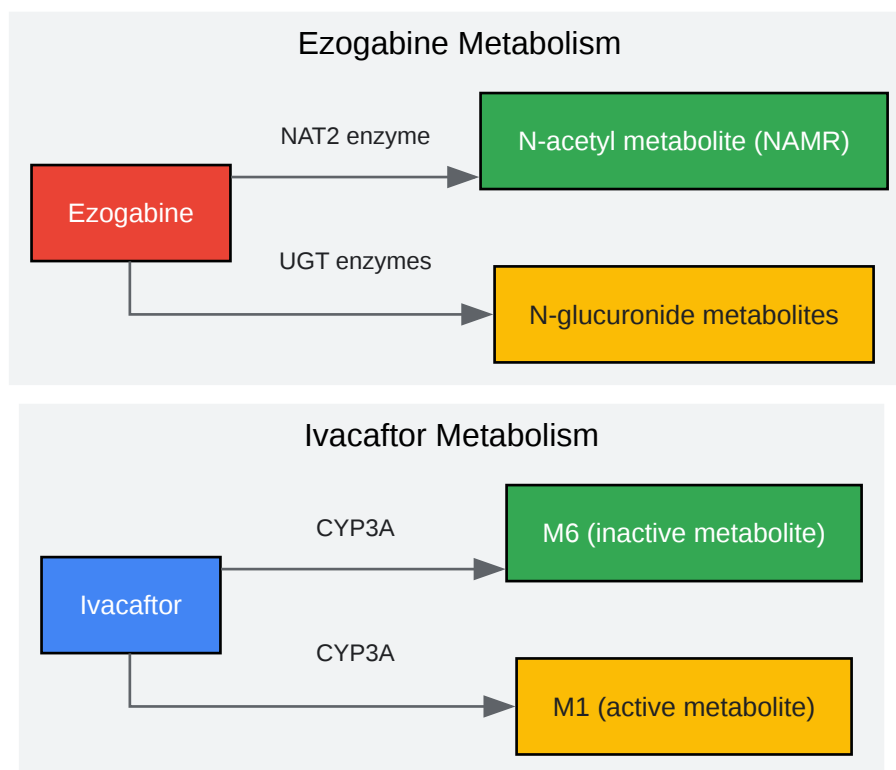 Ezogabine Metabolism
NAT2 enzyme
N-acetyl metabolite (NAMR)
Ezogabine
UGT enzymes
N-glucuronide metabolites
Ivacaftor Metabolism
CYP3A
M6 (inactive metabolite)
Ivacaftor
CYP3A
M1 (active metabolite)